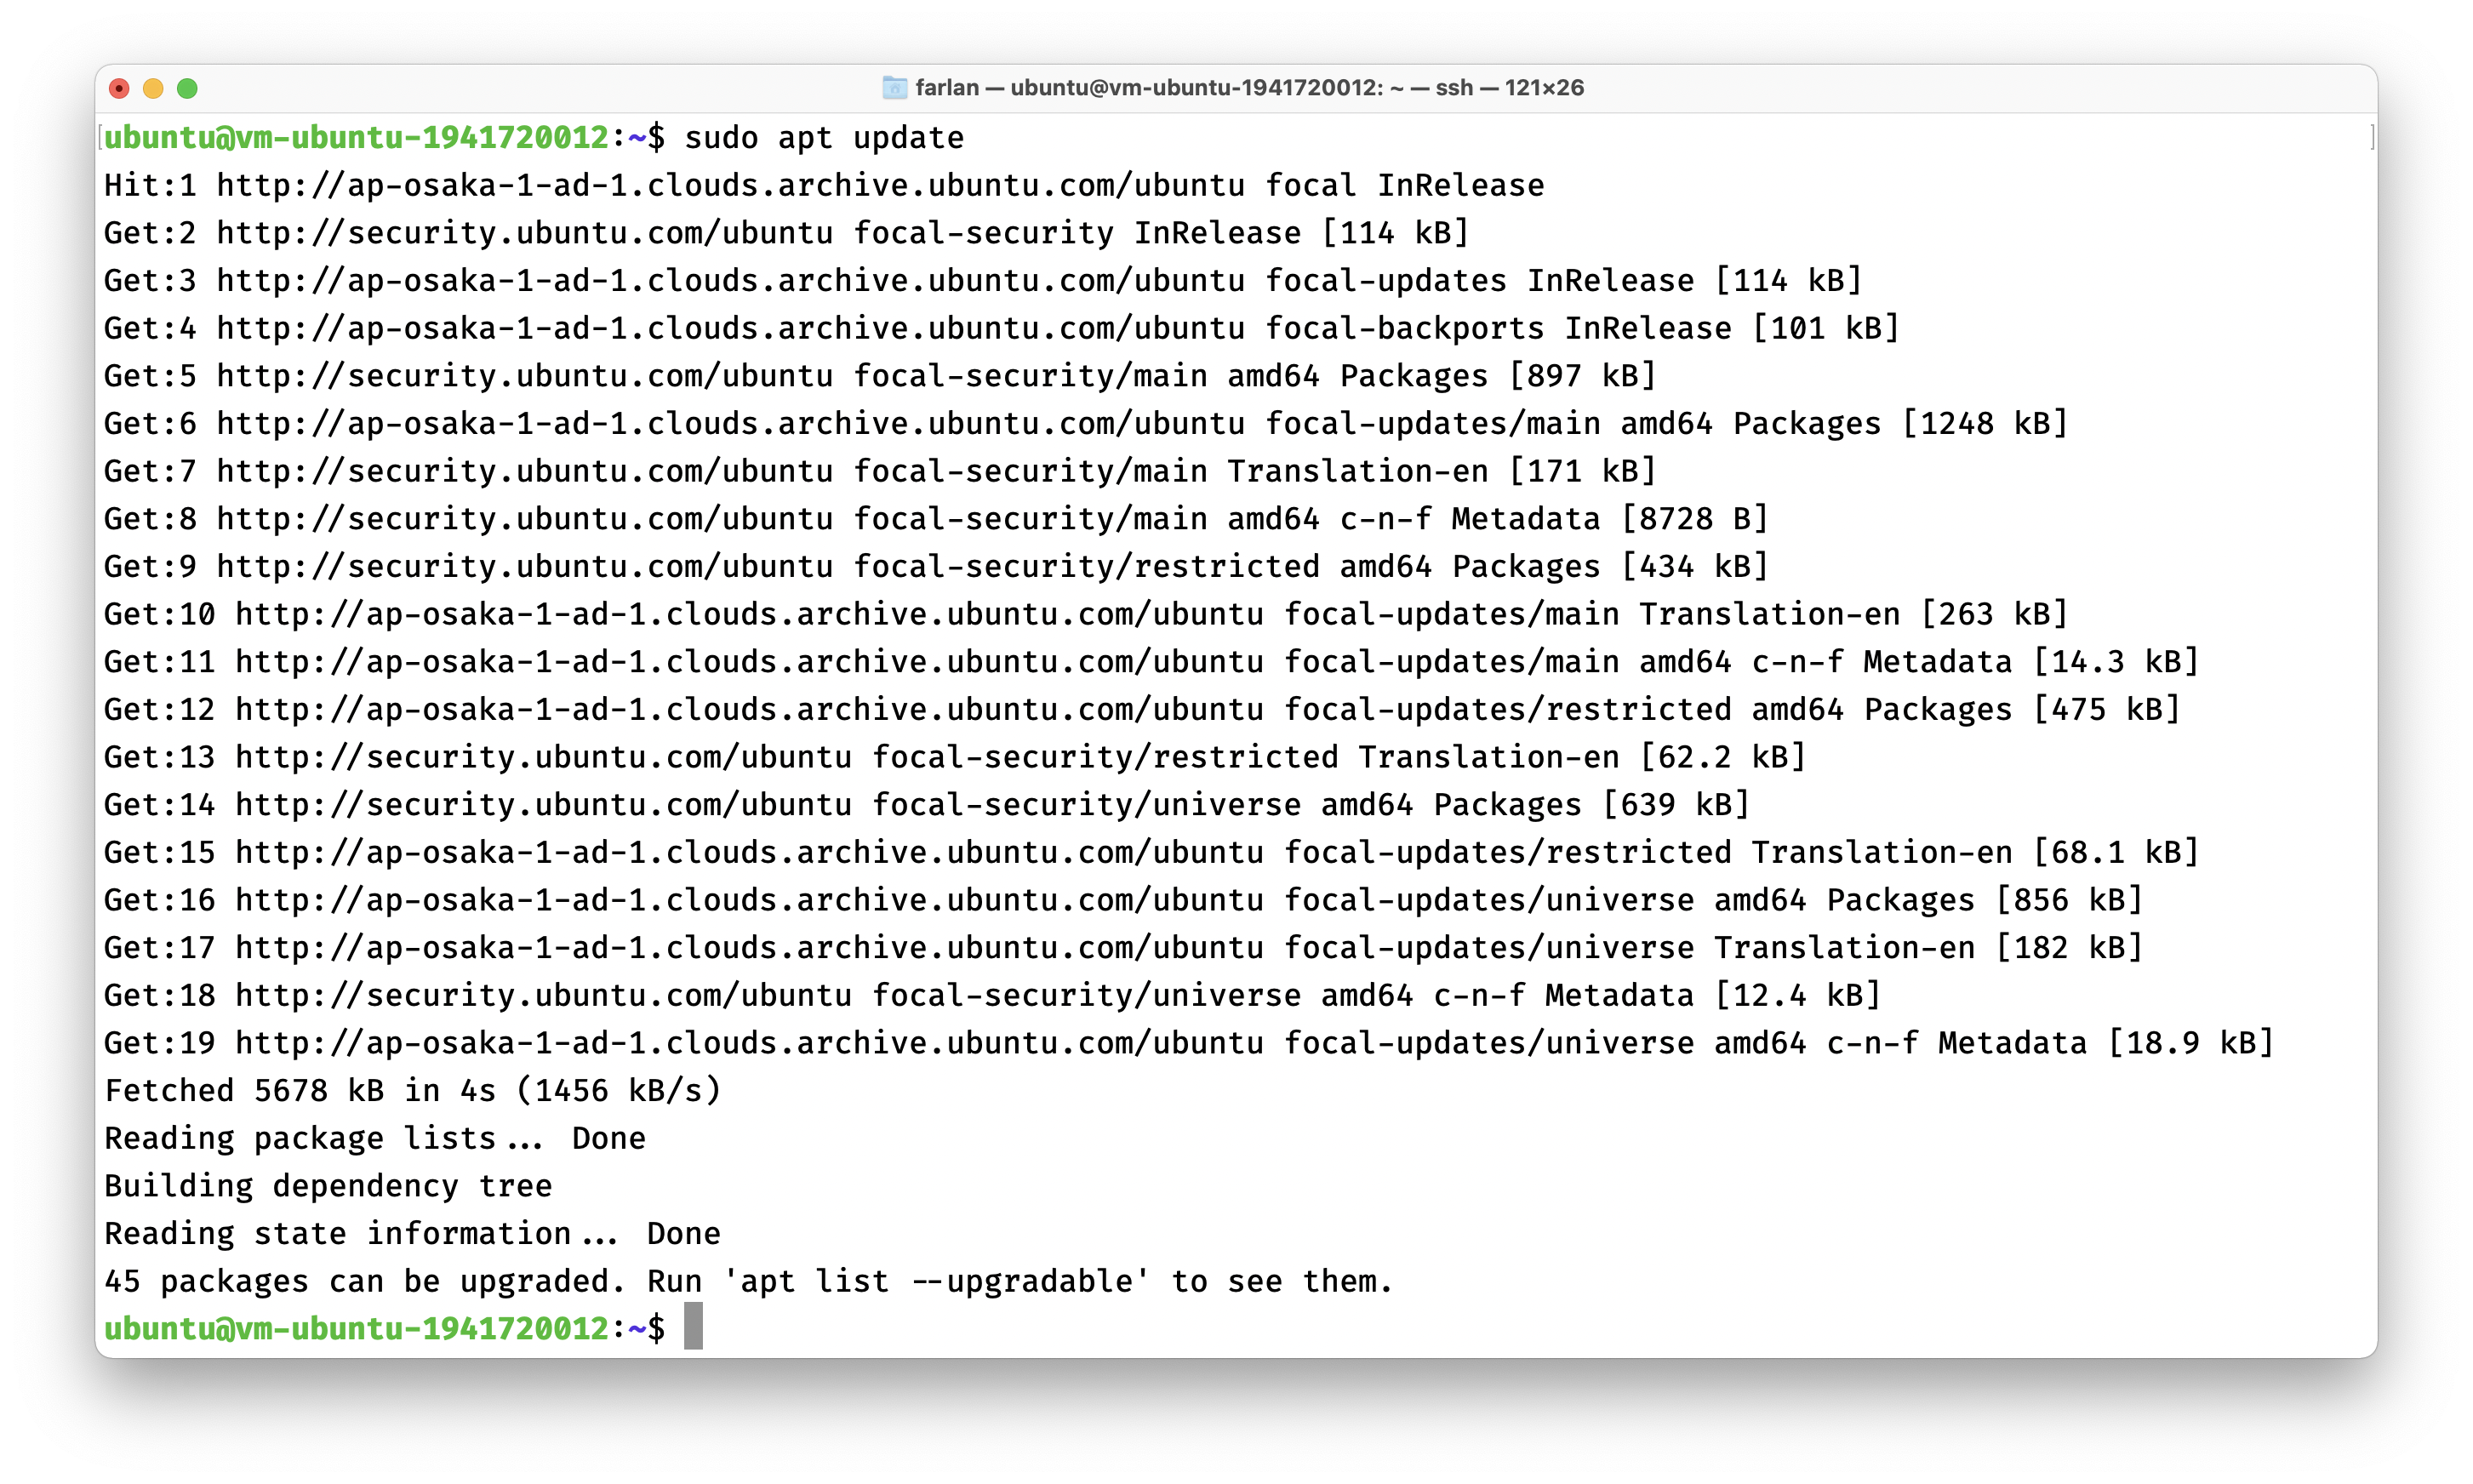 farlan — ubuntu@vm-ubuntu-1941720012: ~ — ssh — 121×26
[ubuntu@vm-ubuntu-1941720012:~$ sudo apt update ]
Hit:1 http://ap-osaka-1-ad-1.clouds.archive.ubuntu.com/ubuntu focal InRelease
Get:2 http://security.ubuntu.com/ubuntu focal-security InRelease [114 kB]
Get:3 http://ap-osaka-1-ad-1.clouds.archive.ubuntu.com/ubuntu focal-updates InRelease [114 kB]
Get:4 http://ap-osaka-1-ad-1.clouds.archive.ubuntu.com/ubuntu focal-backports InRelease [101 kB]
Get:5 http://security.ubuntu.com/ubuntu focal-security/main amd64 Packages [897 kB]
Get:6 http://ap-osaka-1-ad-1.clouds.archive.ubuntu.com/ubuntu focal-updates/main amd64 Packages [1248 kB]
Get:7 http://security.ubuntu.com/ubuntu focal-security/main Translation-en [171 kB]
Get:8 http://security.ubuntu.com/ubuntu focal-security/main amd64 c-n-f Metadata [8728 B]
Get:9 http://security.ubuntu.com/ubuntu focal-security/restricted amd64 Packages [434 kB]
Get:10 http://ap-osaka-1-ad-1.clouds.archive.ubuntu.com/ubuntu focal-updates/main Translation-en [263 kB]
Get:11 http://ap-osaka-1-ad-1.clouds.archive.ubuntu.com/ubuntu focal-updates/main amd64 c-n-f Metadata [14.3 kB]
Get:12 http://ap-osaka-1-ad-1.clouds.archive.ubuntu.com/ubuntu focal-updates/restricted amd64 Packages [475 kB]
Get:13 http://security.ubuntu.com/ubuntu focal-security/restricted Translation-en [62.2 kB]
Get:14 http://security.ubuntu.com/ubuntu focal-security/universe amd64 Packages [639 kB]
Get:15 http://ap-osaka-1-ad-1.clouds.archive.ubuntu.com/ubuntu focal-updates/restricted Translation-en [68.1 kB]
Get:16 http://ap-osaka-1-ad-1.clouds.archive.ubuntu.com/ubuntu focal-updates/universe amd64 Packages [856 kB]
Get:17 http://ap-osaka-1-ad-1.clouds.archive.ubuntu.com/ubuntu focal-updates/universe Translation-en [182 kB]
Get:18 http://security.ubuntu.com/ubuntu focal-security/universe amd64 c-n-f Metadata [12.4 kB]
Get:19 http://ap-osaka-1-ad-1.clouds.archive.ubuntu.com/ubuntu focal-updates/universe amd64 c-n-f Metadata [18.9 kB]
Fetched 5678 kB in 4s (1456 kB/s)
Reading package lists... Done
Building dependency tree
Reading state information... Done
45 packages can be upgraded. Run 'apt list --upgradable' to see them.
ubuntu@vm-ubuntu-1941720012:~$